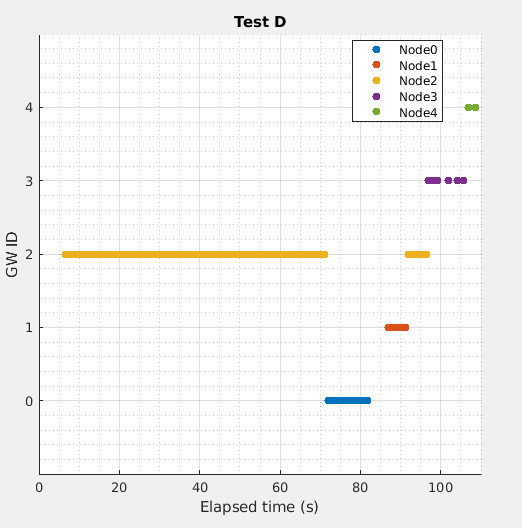 Test D
Node0
Node1
Node2
Node3
Node4
4
3
2
1
0
GW ID
0 20 40 60 80 100
Elapsed time (s)